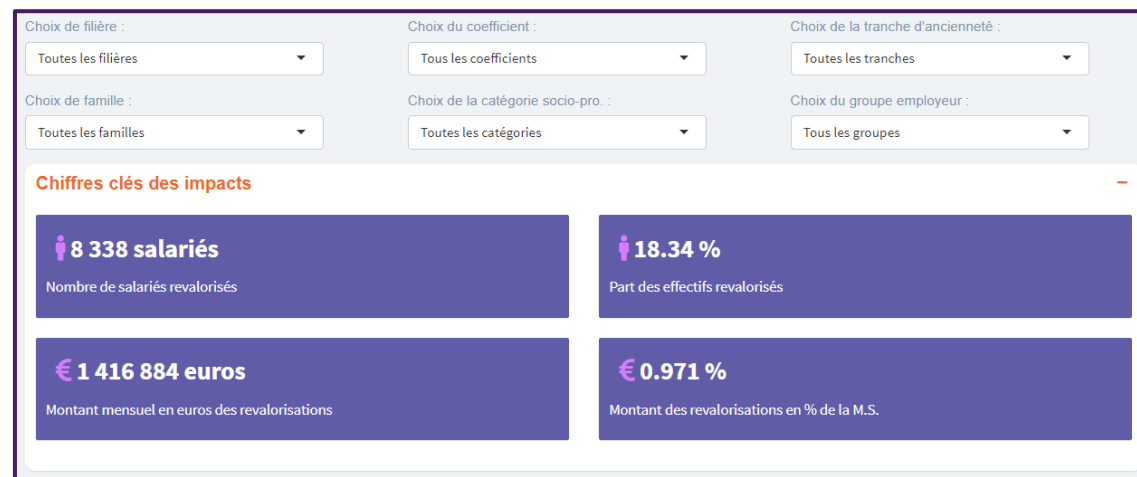 Choix de filière :
Choix du coefficient :
Choix de la tranche d'ancienneté :
Toutes les filières
Tous les coefficients
Toutes les tranches
Choix de famille :
Choix de la catégorie socio-pro. :
Choix du groupe employeur :
Toutes les familles
Toutes les catégories
Tous les groupes
Chiffres clés des impacts
8 338 salariés
Nombre de salariés revalorisés
18.34 %
Part des effectifs revalorisés
€ 1 416 884 euros
Montant mensuel en euros des revalorisations
€ 0.971 %
Montant des revalorisations en % de la M.S.